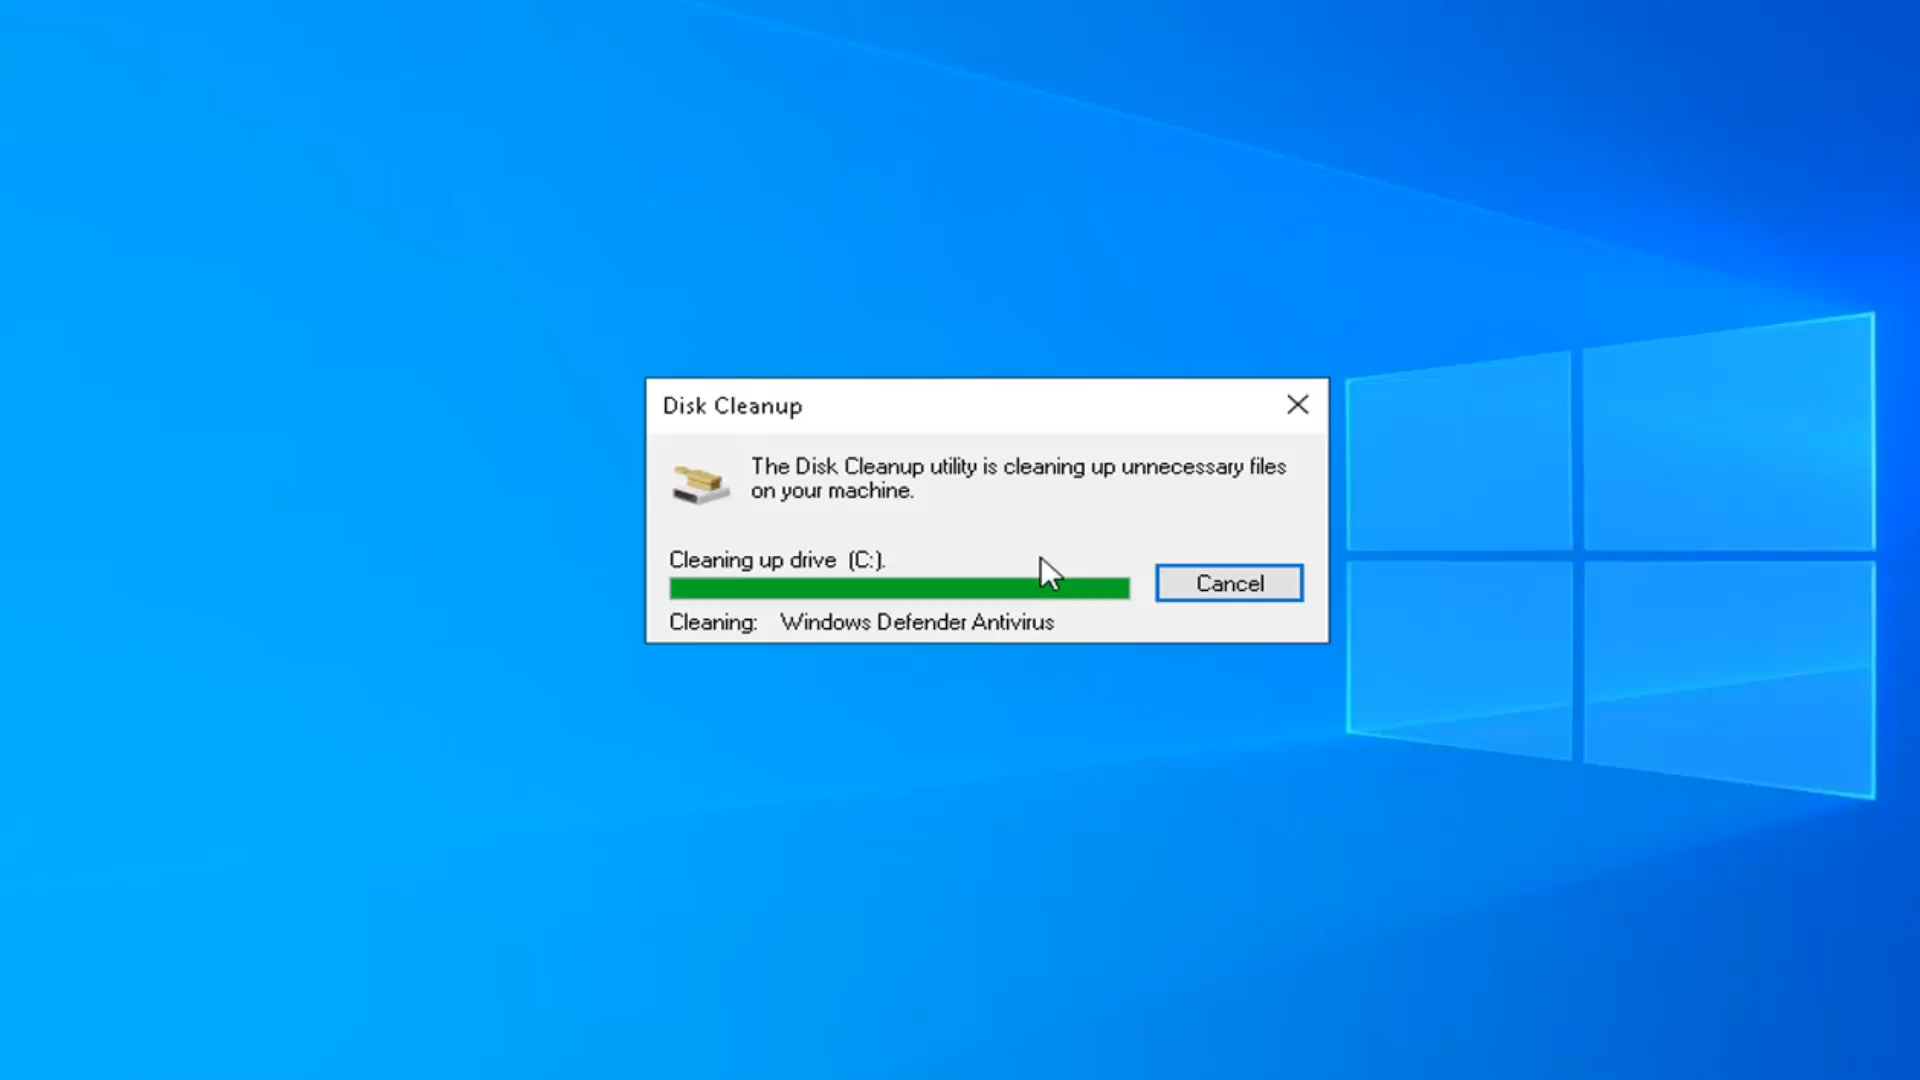 Disk Cleanup
The Disk Cleanup utility is cleaning up unnecessary files
on your machine.
Cleaning up drive (C:).
Cancel
Cleaning: Windows Defender Antivirus